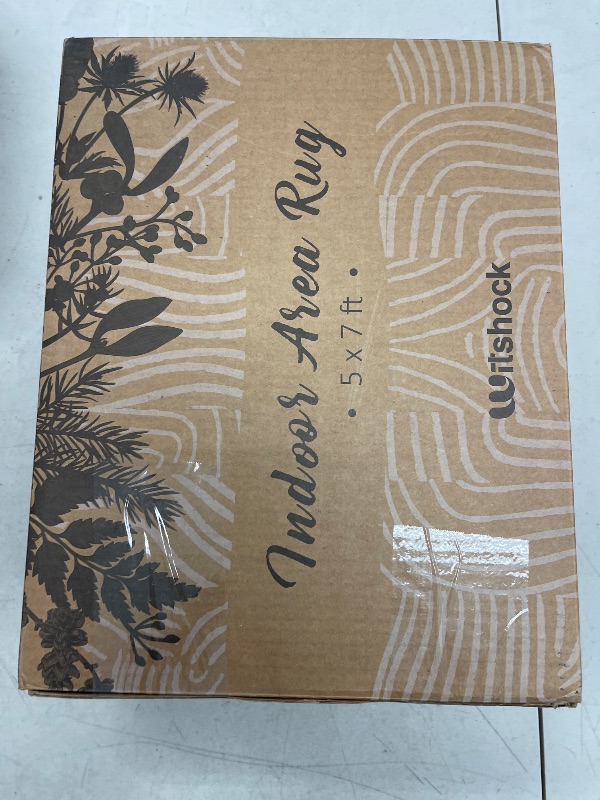 Indoor Area Rug
• 5 x 7 ft •
Witshock